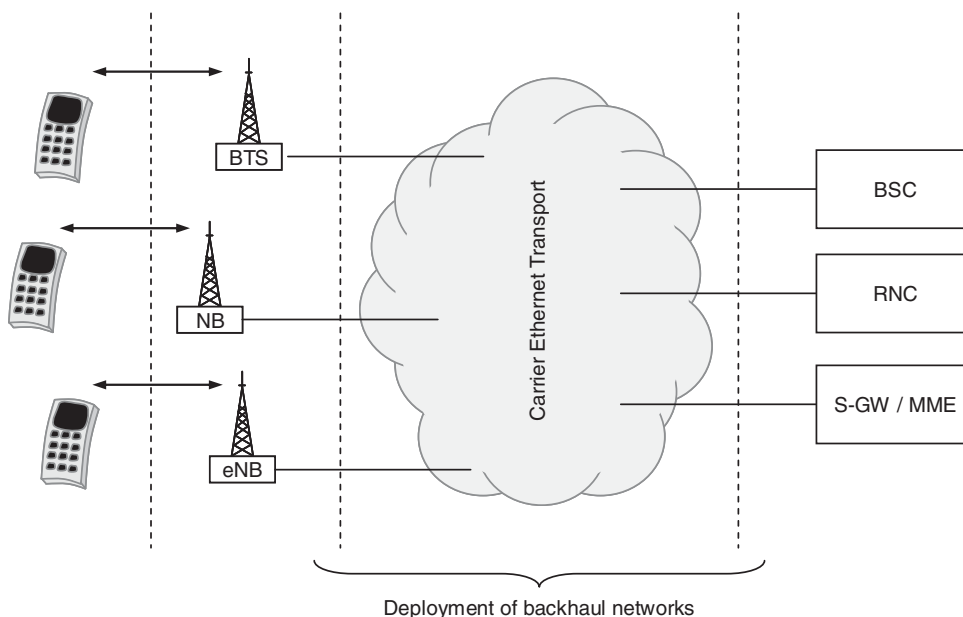 BTS
NB
eNB
Carrier Ethernet Transport
BSC
RNC
S-GW / MME
Deployment of backhaul networks